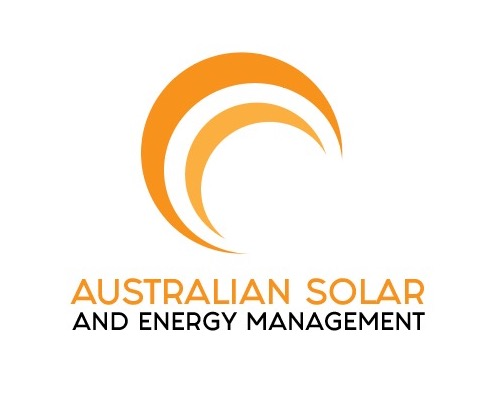 AUSTRALIAN SOLAR
AND ENERGY MANAGEMENT